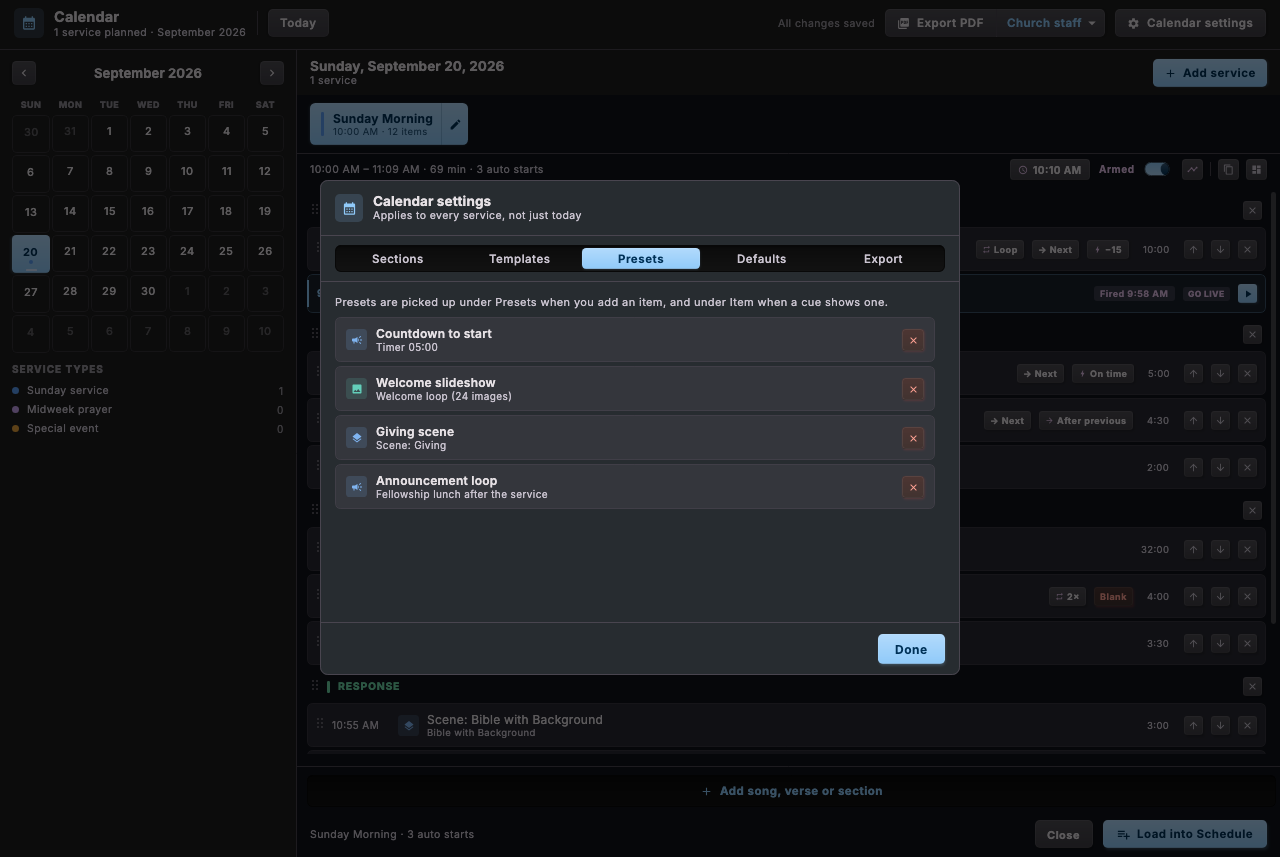 Calendar
1 service planned · September 2026
Today
All changes saved
Export PDF
Church staff
Calendar settings
September 2026
SUN MON TUE WED THU FRI SAT
30 31 1 2 3 4 5
6 7 8 9 10 11 12
13 14 15 16 17 18 19
20 21 22 23 24 25 26
27 28 29 30 1 2 3
4 5 6 7 8 9 10
SERVICE TYPES
Sunday service 1
Midweek prayer 0
Special event 0
Sunday, September 20, 2026
1 service
+ Add service
Sunday Morning
10:00 AM · 12 items
10:00 AM – 11:09 AM · 69 min · 3 auto starts
10:10 AM
Armed
Loop → Next −15 10:00
Fired 9:58 AM GO LIVE
→ Next On time 5:00
→ Next → After previous 4:30
2:00
32:00
2× Blank 4:00
3:30
Calendar settings
Applies to every service, not just today
Sections Templates Presets Defaults Export
Presets are picked up under Presets when you add an item, and under Item when a cue shows one.
Countdown to start
Timer 05:00
Welcome slideshow
Welcome loop (24 images)
Giving scene
Scene: Giving
Announcement loop
Fellowship lunch after the service
Done
RESPONSE
10:55 AM
Scene: Bible with Background
Bible with Background
3:00
+ Add song, verse or section
Sunday Morning · 3 auto starts
Close
Load into Schedule